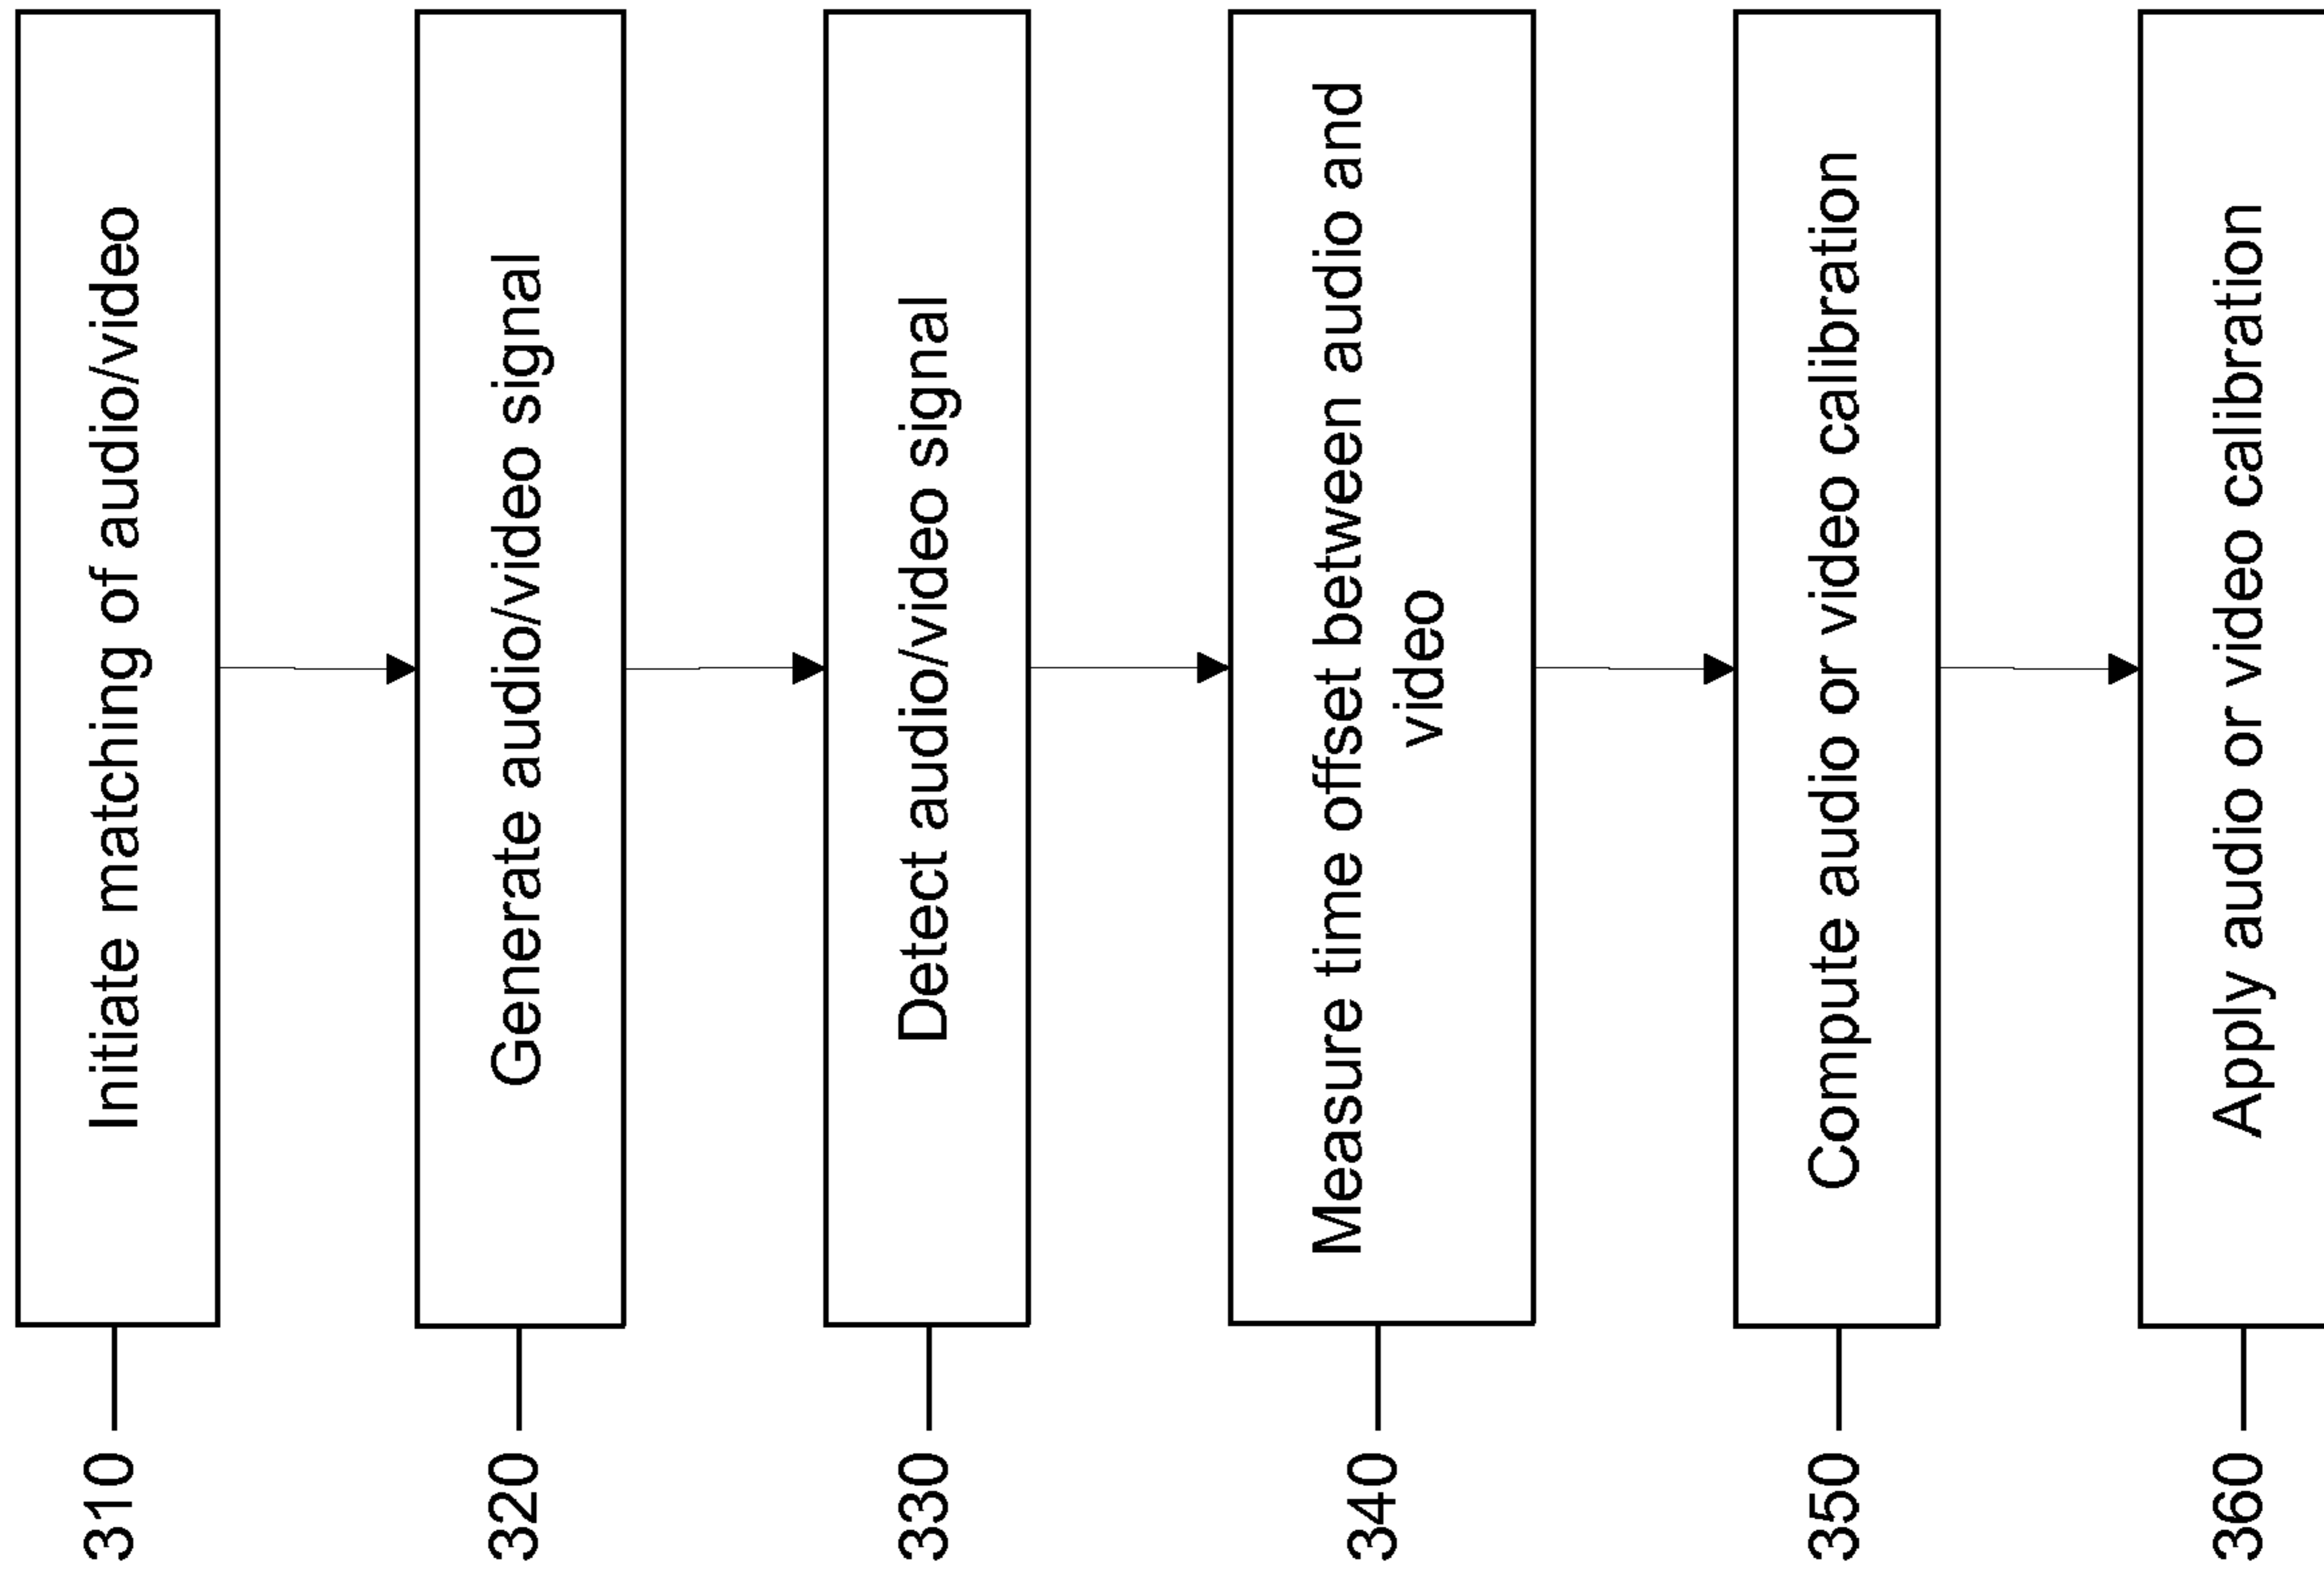 310
Initiate matching of audio/video
320
Generate audio/video signal
330
Detect audio/video signal
340
Measure time offset between audio and
video
350
Compute audio or video calibration
360
Apply audio or video calibration